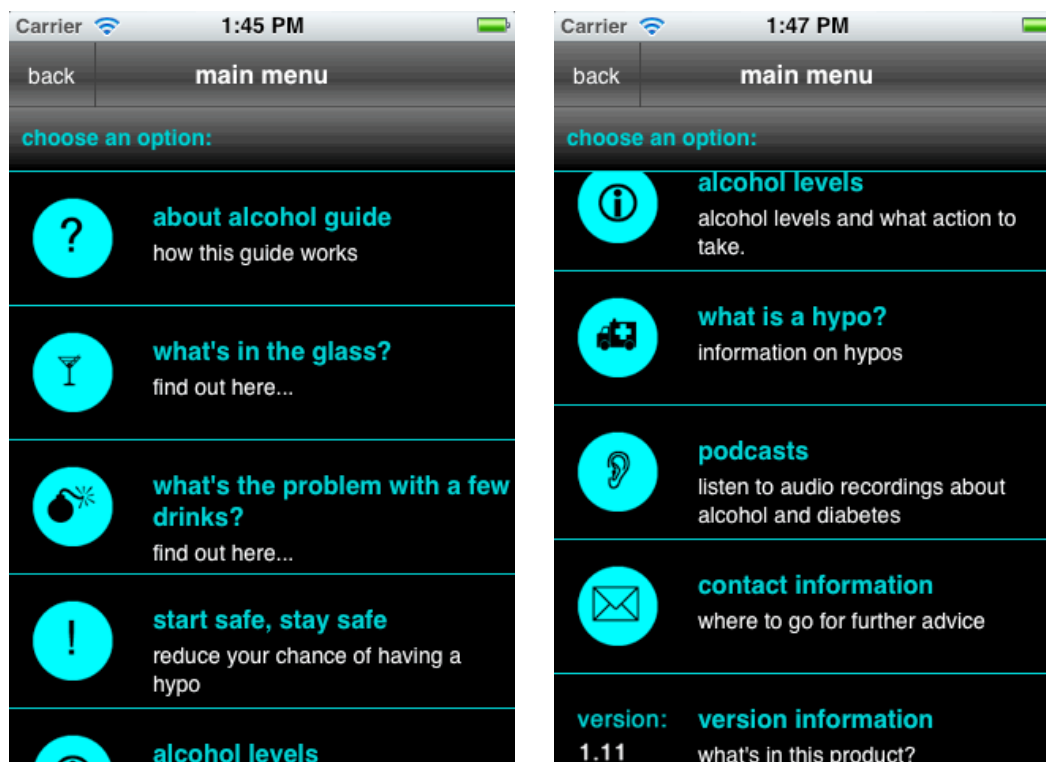 Carrier 1:45 PM
back main menu
choose an option:
? about alcohol guide
how this guide works
what's in the glass?
find out here...
what's the problem with a few
drinks?
find out here...
! start safe, stay safe
reduce your chance of having a
hypo
alcohol levels
Carrier 1:47 PM
back main menu
choose an option:
alcohol levels
alcohol levels and what action to
take.
what is a hypo?
information on hypos
podcasts
listen to audio recordings about
alcohol and diabetes
contact information
where to go for further advice
version: version information
1.11 what's in this product?